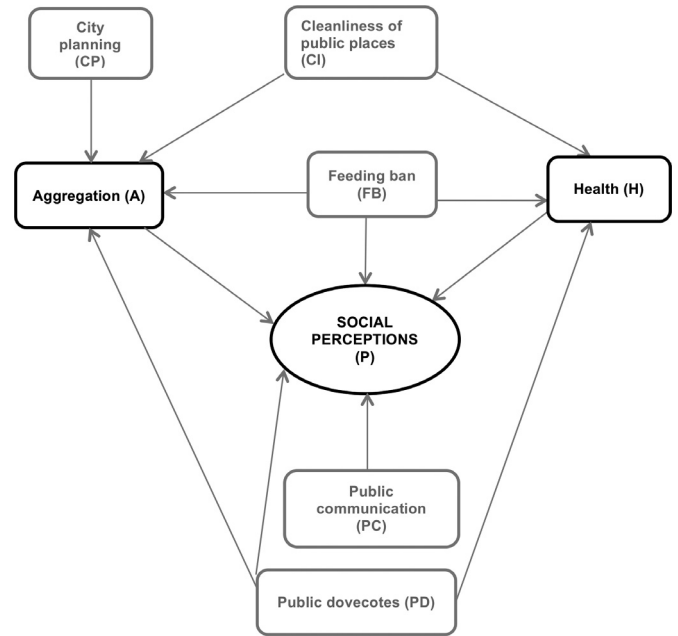 City
planning
(CP)
Cleanliness of
public places
(CI)
Aggregation (A)
Feeding ban
(FB)
Health (H)
SOCIAL
PERCEPTIONS
(P)
Public
communication
(PC)
Public dovecotes (PD)